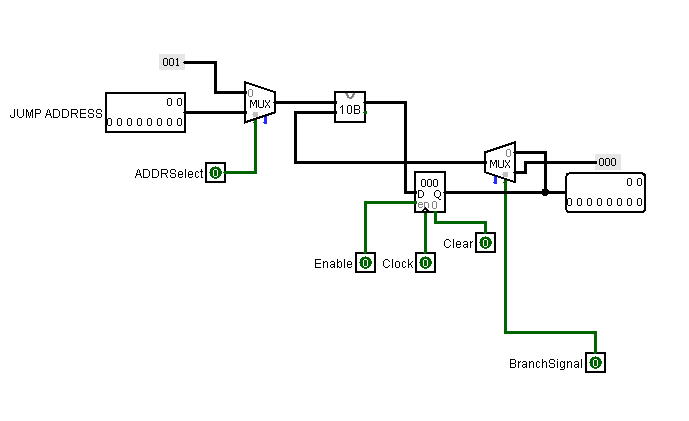 001
0
MUX
10B
0 0
JUMP ADDRESS
0 0 0 0 0 0 0 0
ADDRSelect
0
0
MUX
000
000
D Q
en 0
0 0
0 0 0 0 0 0 0 0
Clear
0
Enable
0
Clock
0
BranchSignal
0